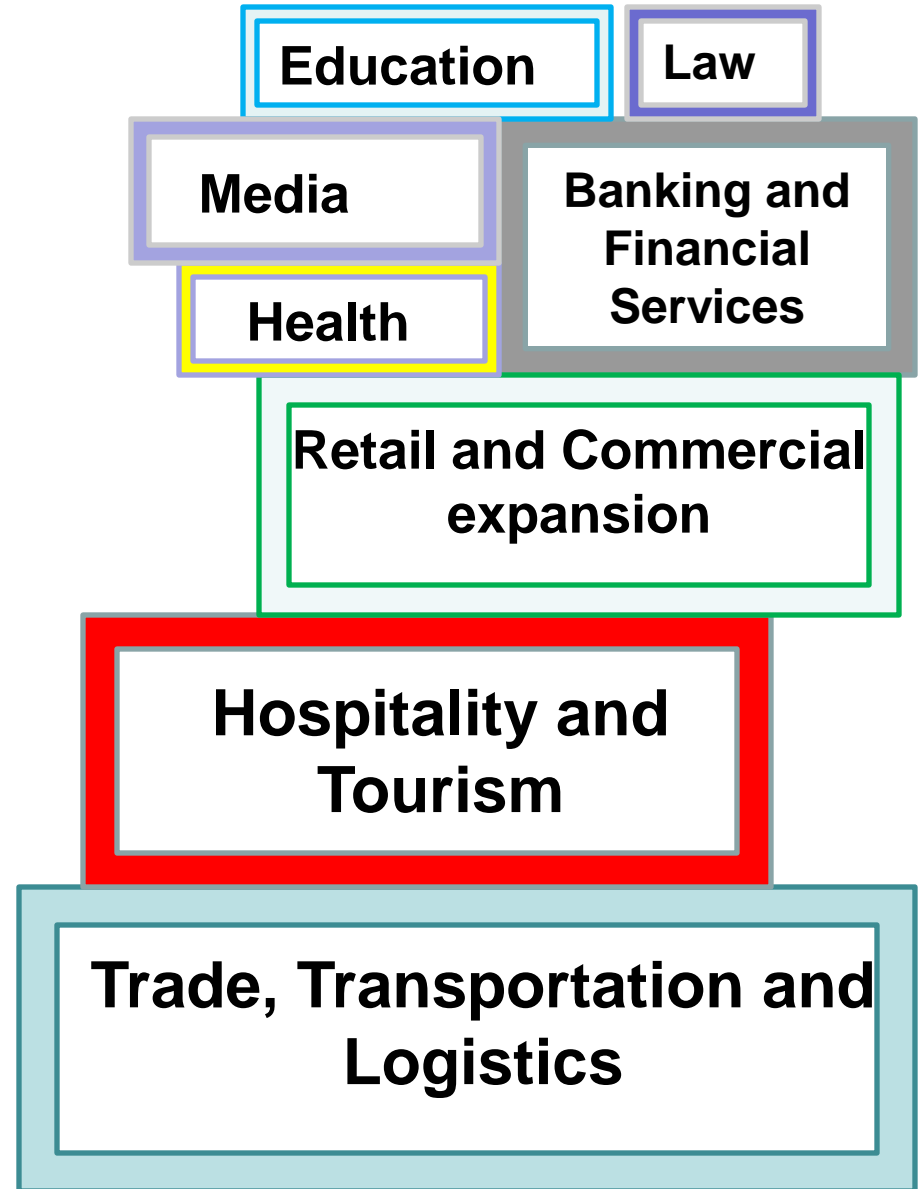 Education
Law
Media
Banking and
Financial
Services
Health
Retail and Commercial
expansion
Hospitality and
Tourism
Trade, Transportation and
Logistics